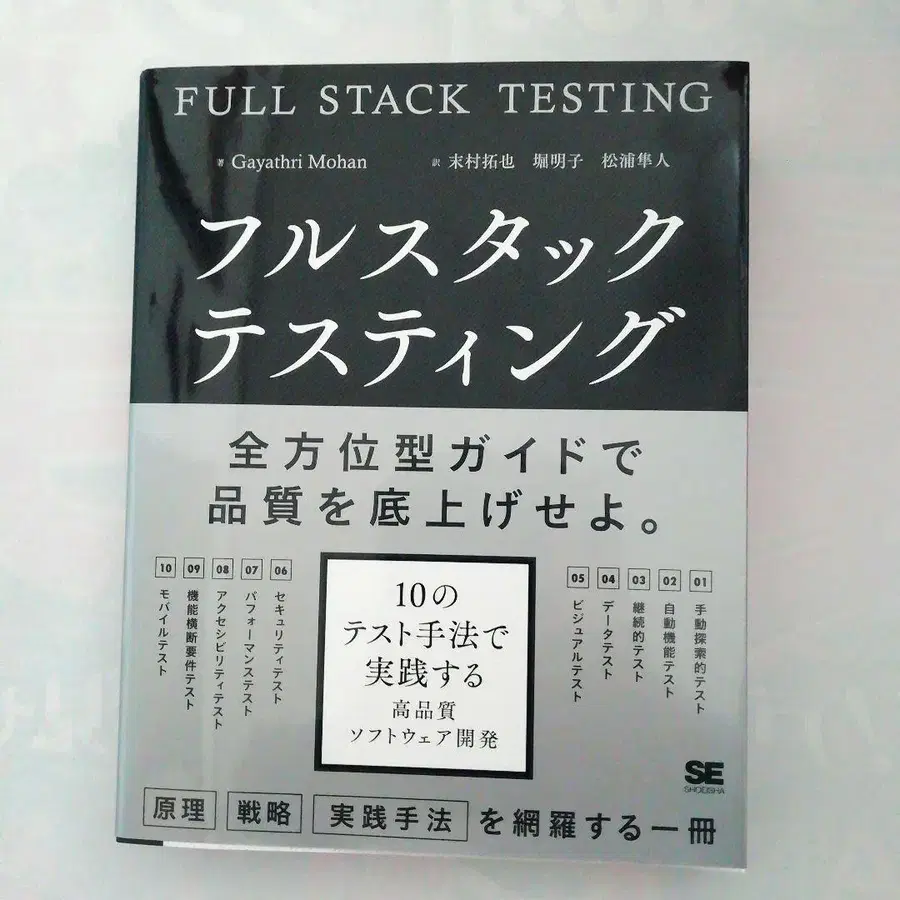 FULL STACK TESTING
著 Gayathri Mohan 訳 末村拓也 堀明子 松浦隼人
フルスタック
テスティング
全方位型ガイドで
品質を底上げせよ。
01 手動探索的テスト
02 自動機能テスト
03 継続的テスト
04 データテスト
05 ビジュアルテスト
10の
テスト手法で
実践する
高品質
ソフトウェア開発
06 セキュリティテスト
07 パフォーマンステスト
08 アクセシビリティテスト
09 機能横断要件テスト
10 モバイルテスト
SE
SHOEISHA
原理 戦略 実践手法 を網羅する一冊